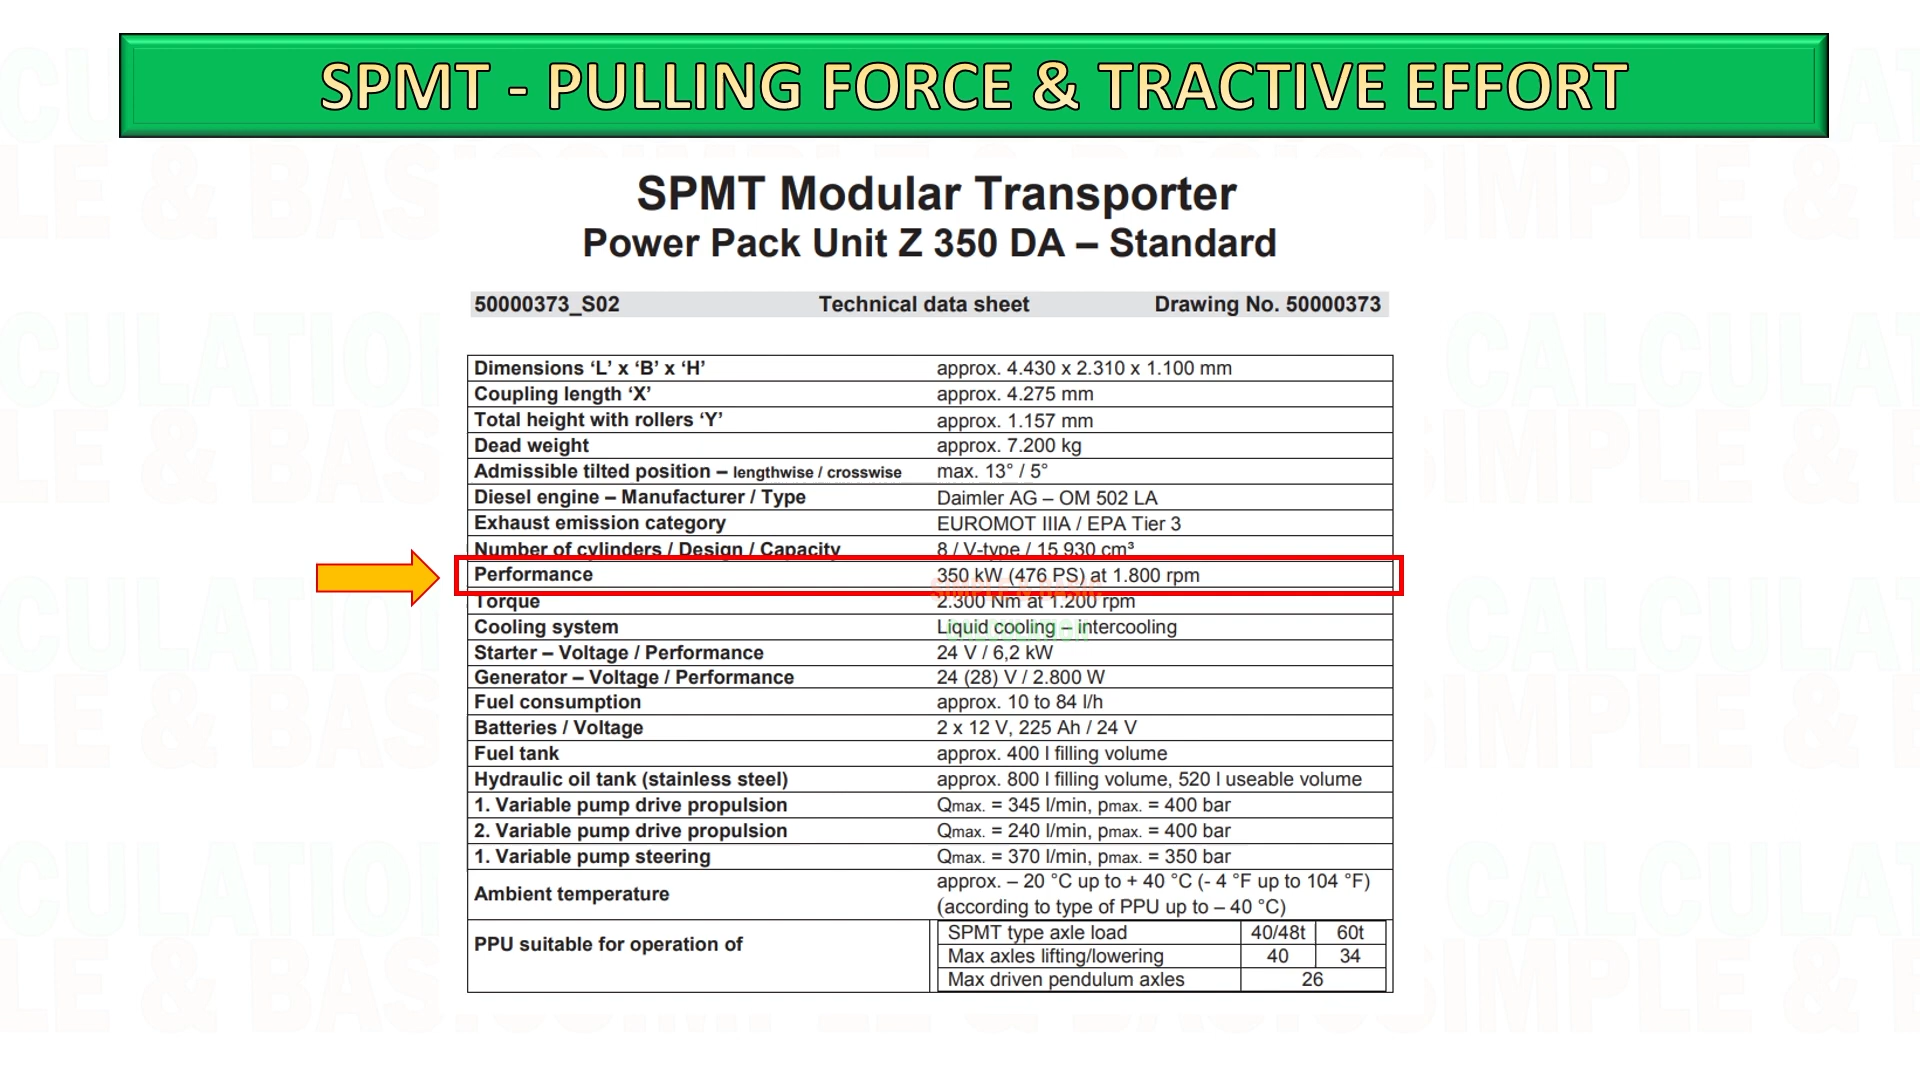 SPMT - PULLING FORCE & TRACTIVE EFFORT
SPMT Modular Transporter
Power Pack Unit Z 350 DA – Standard
50000373_S02 Technical data sheet Drawing No. 50000373
Dimensions ‘L’ x ‘B’ x ‘H’ approx. 4.430 x 2.310 x 1.100 mm
Coupling length ‘X’ approx. 4.275 mm
Total height with rollers ‘Y’ approx. 1.157 mm
Dead weight approx. 7.200 kg
Admissible tilted position – lengthwise / crosswise max. 13° / 5°
Diesel engine – Manufacturer / Type Daimler AG – OM 502 LA
Exhaust emission category EUROMOT IIIA / EPA Tier 3
Number of cylinders / Design / Capacity 8 / V-type / 15 930 cm³
Performance 350 kW (476 PS) at 1.800 rpm
Torque 2.300 Nm at 1.200 rpm
Cooling system Liquid cooling – intercooling
Starter – Voltage / Performance 24 V / 6,2 kW
Generator – Voltage / Performance 24 (28) V / 2.800 W
Fuel consumption approx. 10 to 84 l/h
Batteries / Voltage 2 x 12 V, 225 Ah / 24 V
Fuel tank approx. 400 l filling volume
Hydraulic oil tank (stainless steel) approx. 800 l filling volume, 520 l useable volume
1. Variable pump drive propulsion Qmax. = 345 l/min, pmax. = 400 bar
2. Variable pump drive propulsion Qmax. = 240 l/min, pmax. = 400 bar
1. Variable pump steering Qmax. = 370 l/min, pmax. = 350 bar
Ambient temperature approx. – 20 °C up to + 40 °C (- 4 °F up to 104 °F)
(according to type of PPU up to – 40 °C)
PPU suitable for operation of
SPMT type axle load 40/48t 60t
Max axles lifting/lowering 40 34
Max driven pendulum axles 26
SIMPLE & BASIC
CALCULATION